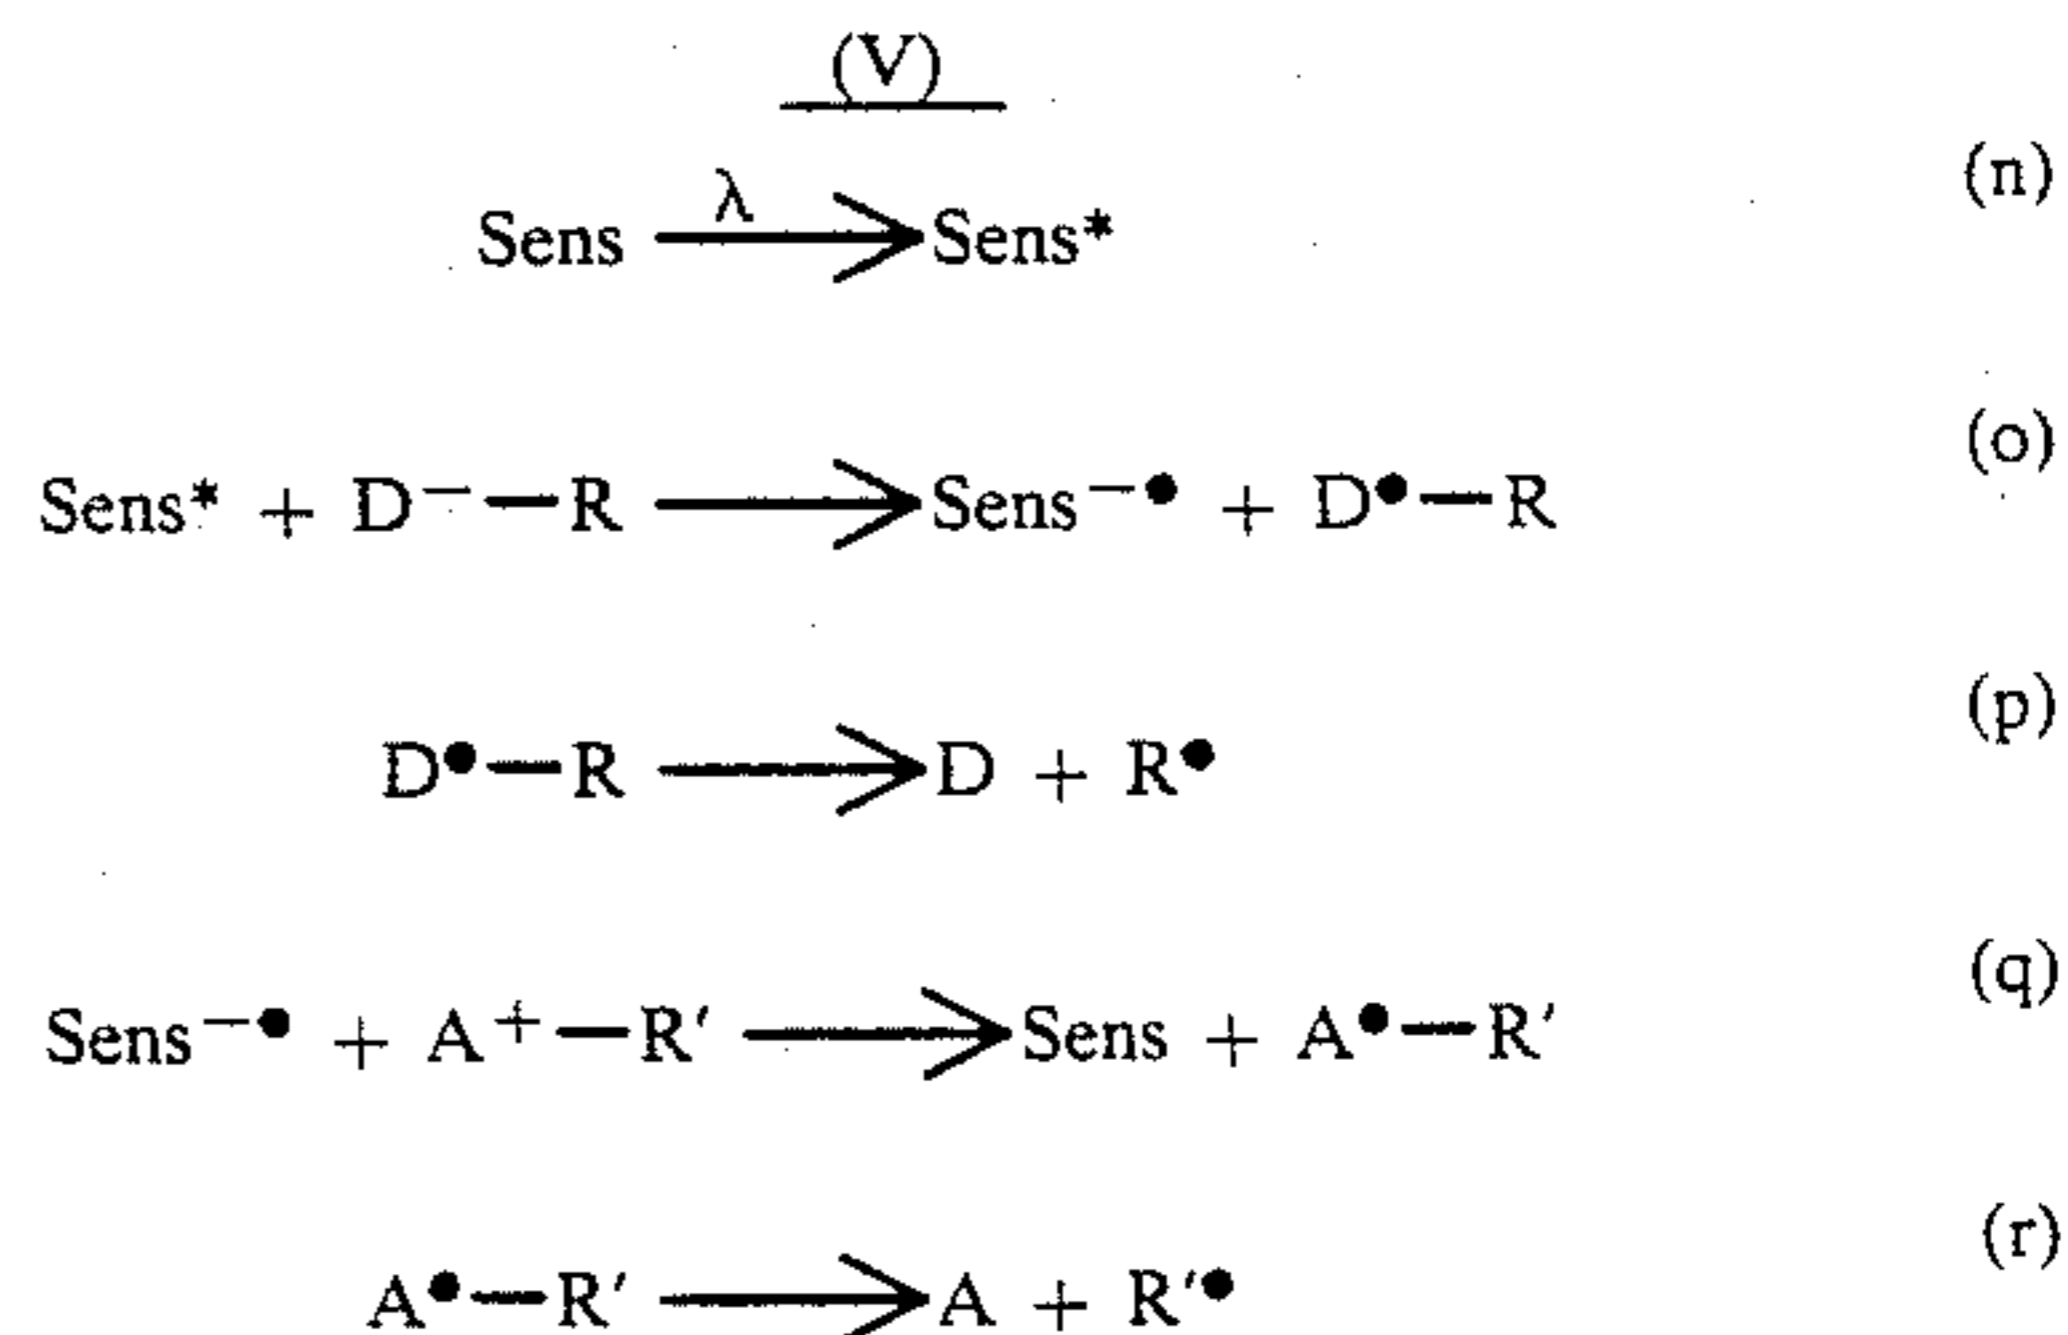 (V)
(n)
Sens —λ→ Sens*
(o)
Sens* + D⁻—R → Sens⁻• + D•—R
(p)
D•—R → D + R•
(q)
Sens⁻• + A⁺—R′ → Sens + A•—R′
(r)
A•—R′ → A + R′•